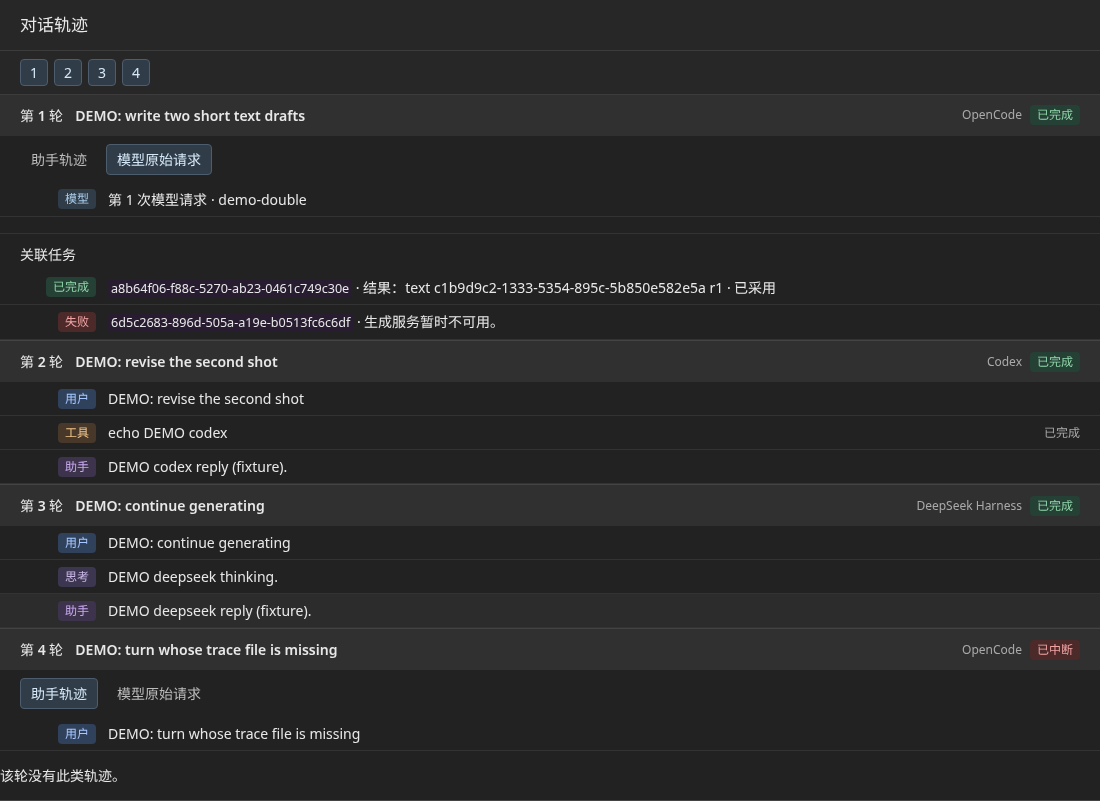 对话轨迹
1 2 3 4
第 1 轮 DEMO: write two short text drafts OpenCode 已完成
助手轨迹 模型原始请求
模型 第 1 次模型请求 · demo-double
关联任务
已完成 a8b64f06-f88c-5270-ab23-0461c749c30e · 结果：text c1b9d9c2-1333-5354-895c-5b850e582e5a r1 · 已采用
失败 6d5c2683-896d-505a-a19e-b0513fc6c6df · 生成服务暂时不可用。
第 2 轮 DEMO: revise the second shot Codex 已完成
用户 DEMO: revise the second shot
工具 echo DEMO codex 已完成
助手 DEMO codex reply (fixture).
第 3 轮 DEMO: continue generating DeepSeek Harness 已完成
用户 DEMO: continue generating
思考 DEMO deepseek thinking.
助手 DEMO deepseek reply (fixture).
第 4 轮 DEMO: turn whose trace file is missing OpenCode 已中断
助手轨迹 模型原始请求
用户 DEMO: turn whose trace file is missing
该轮没有此类轨迹。